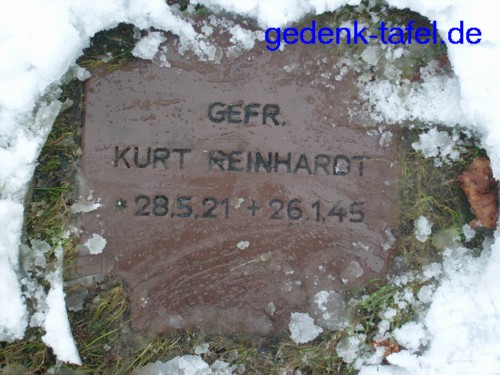 gedenk-tafel.de
GEFR.
KURT REINHARDT
* 28.5.21 + 26.1.45